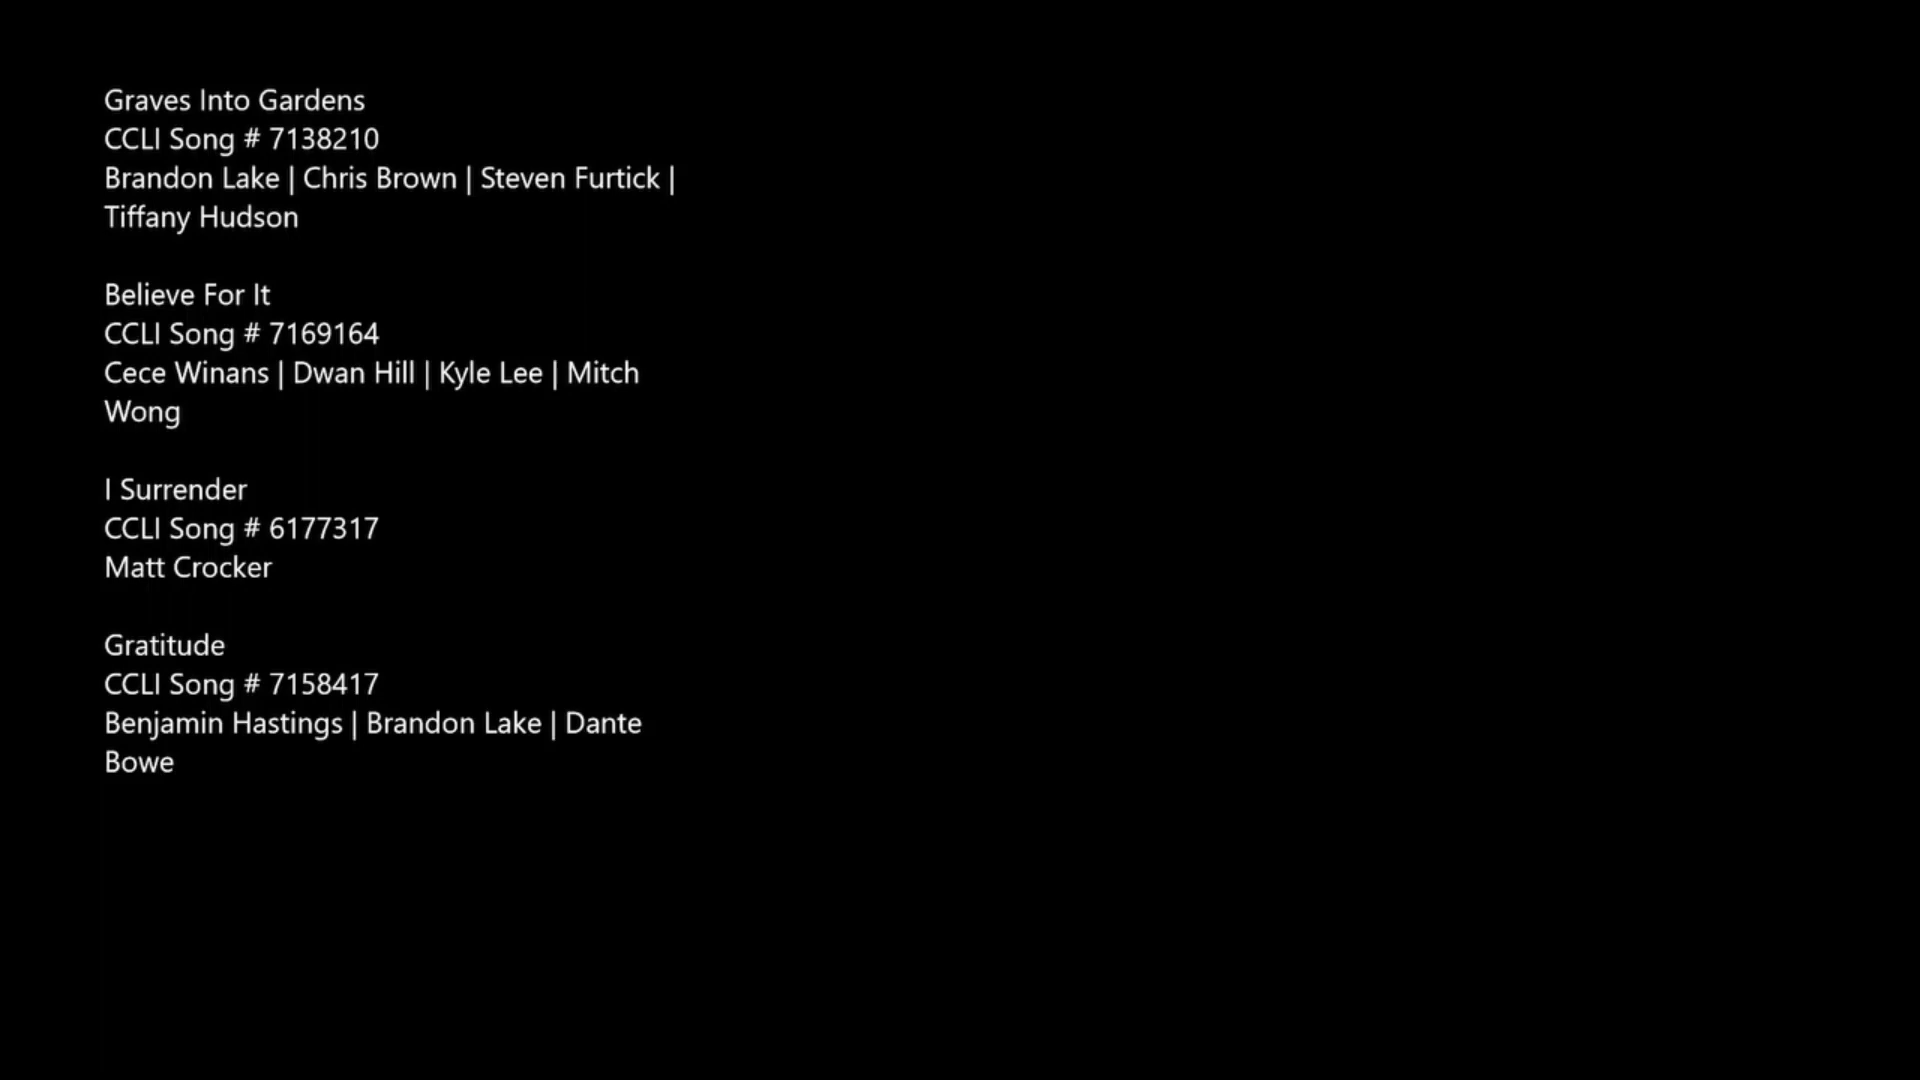 Graves Into Gardens
CCLI Song # 7138210
Brandon Lake | Chris Brown | Steven Furtick |
Tiffany Hudson
Believe For It
CCLI Song # 7169164
Cece Winans | Dwan Hill | Kyle Lee | Mitch
Wong
I Surrender
CCLI Song # 6177317
Matt Crocker
Gratitude
CCLI Song # 7158417
Benjamin Hastings | Brandon Lake | Dante
Bowe